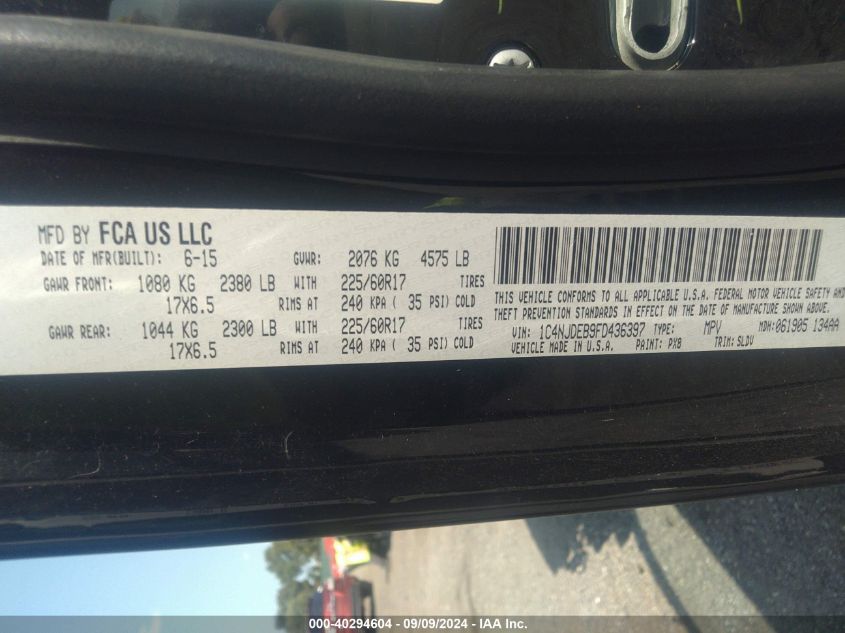 MFD BY FCA US LLC
DATE OF MFR(BUILT): 6-15 GVWR: 2076 KG 4575 LB
GAWR FRONT: 1080 KG 2380 LB WITH 225/60R17 TIRES
17X6.5 RIMS AT 240 KPA ( 35 PSI) COLD
GAWR REAR: 1044 KG 2300 LB WITH 225/60R17 TIRES
17X6.5 RIMS AT 240 KPA ( 35 PSI) COLD
THIS VEHICLE CONFORMS TO ALL APPLICABLE U.S.A. FEDERAL MOTOR VEHICLE SAFETY AND
THEFT PREVENTION STANDARDS IN EFFECT ON THE DATE OF MANUFACTURE SHOWN ABOVE.
VIN: 1C4NJDEB9FD436397 TYPE: MPV MDH: 061905 134AA
VEHICLE MADE IN U.S.A. PAINT: PX8 TRIM: SLDV
000-40294604 - 09/09/2024 - IAA Inc.